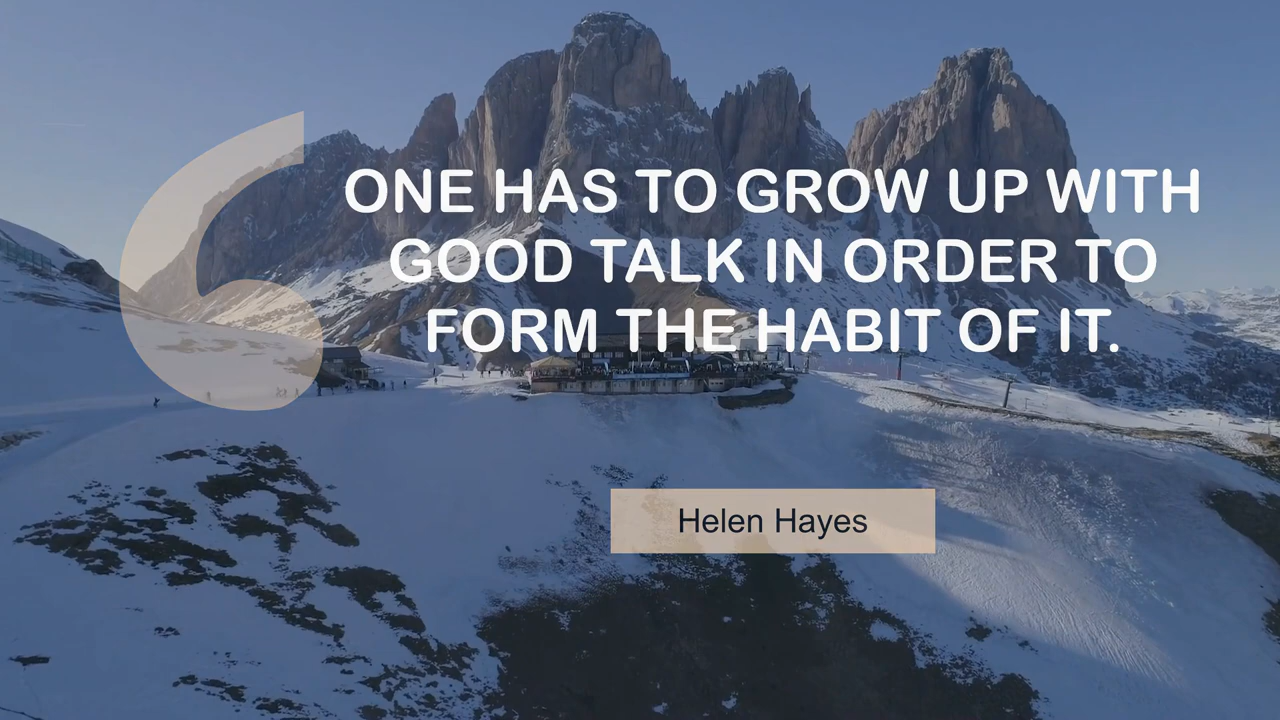 ONE HAS TO GROW UP WITH
GOOD TALK IN ORDER TO
FORM THE HABIT OF IT.
Helen Hayes